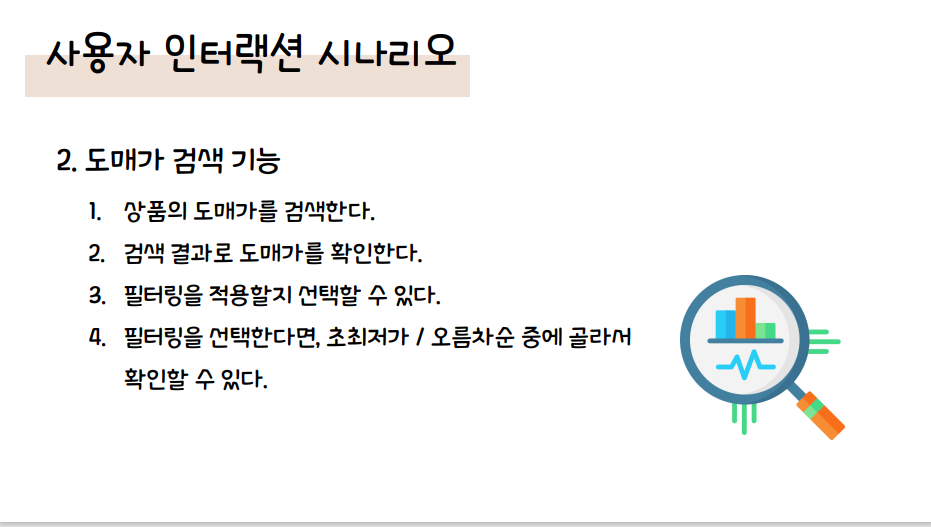 사용자 인터랙션 시나리오
2. 도매가 검색 기능
1. 상품의 도매가를 검색한다.
2. 검색 결과로 도매가를 확인한다.
3. 필터링을 적용할지 선택할 수 있다.
4. 필터링을 선택한다면, 초최저가 / 오름차순 중에 골라서
확인할 수 있다.